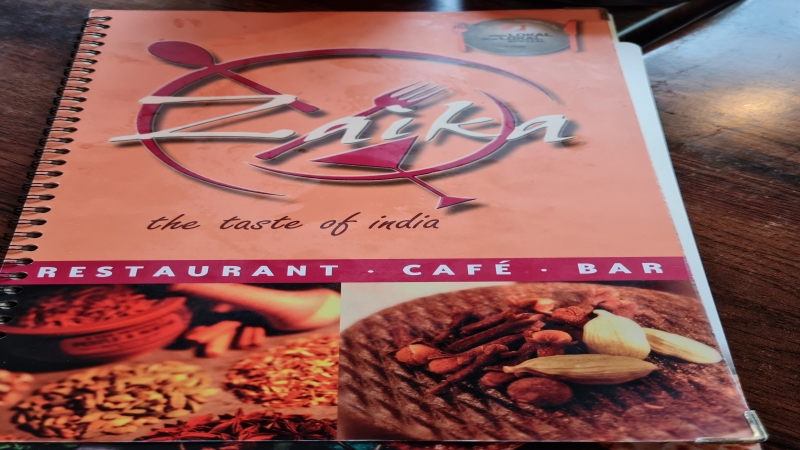 Zaika
the taste of india
RESTAURANT · CAFÉ · BAR